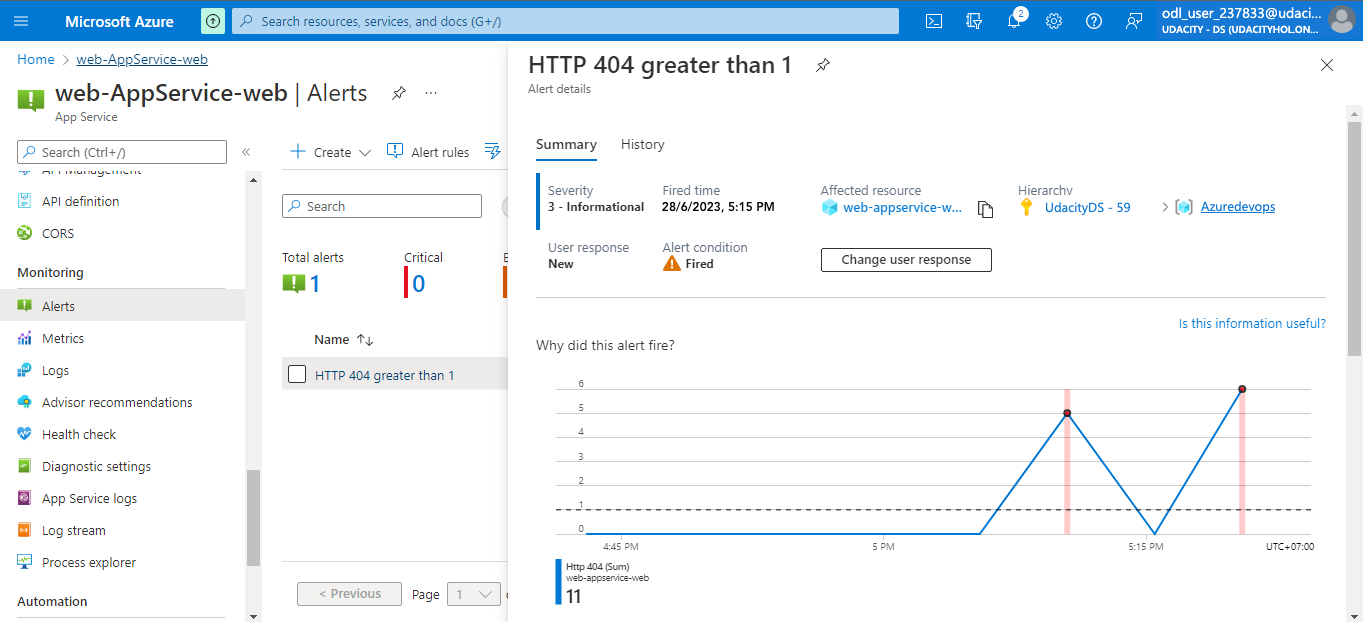 Microsoft Azure
Search resources, services, and docs (G+/)
2
odl_user_237833@udaci...
UDACITY - DS (UDACITYHOL.ON...
Home > web-AppService-web
web-AppService-web | Alerts
...
App Service
Search (Ctrl+/)
«
API Management
API definition
CORS
Monitoring
Alerts
Metrics
Logs
Advisor recommendations
Health check
Diagnostic settings
App Service logs
Log stream
Process explorer
Automation
Create
Alert rules
Search
Total alerts
1
Critical
0
Name
HTTP 404 greater than 1
< Previous
Page
1
HTTP 404 greater than 1
Alert details
Summary
History
Severity
3 - Informational
Fired time
28/6/2023, 5:15 PM
Affected resource
web-appservice-w...
Hierarchy
UdacityDS - 59
>
Azuredevops
User response
New
Alert condition
Fired
Change user response
Is this information useful?
Why did this alert fire?
6
5
4
3
2
1
0
4:45 PM
5 PM
5:15 PM
UTC+07:00
Http 404 (Sum)
web-appservice-web
11